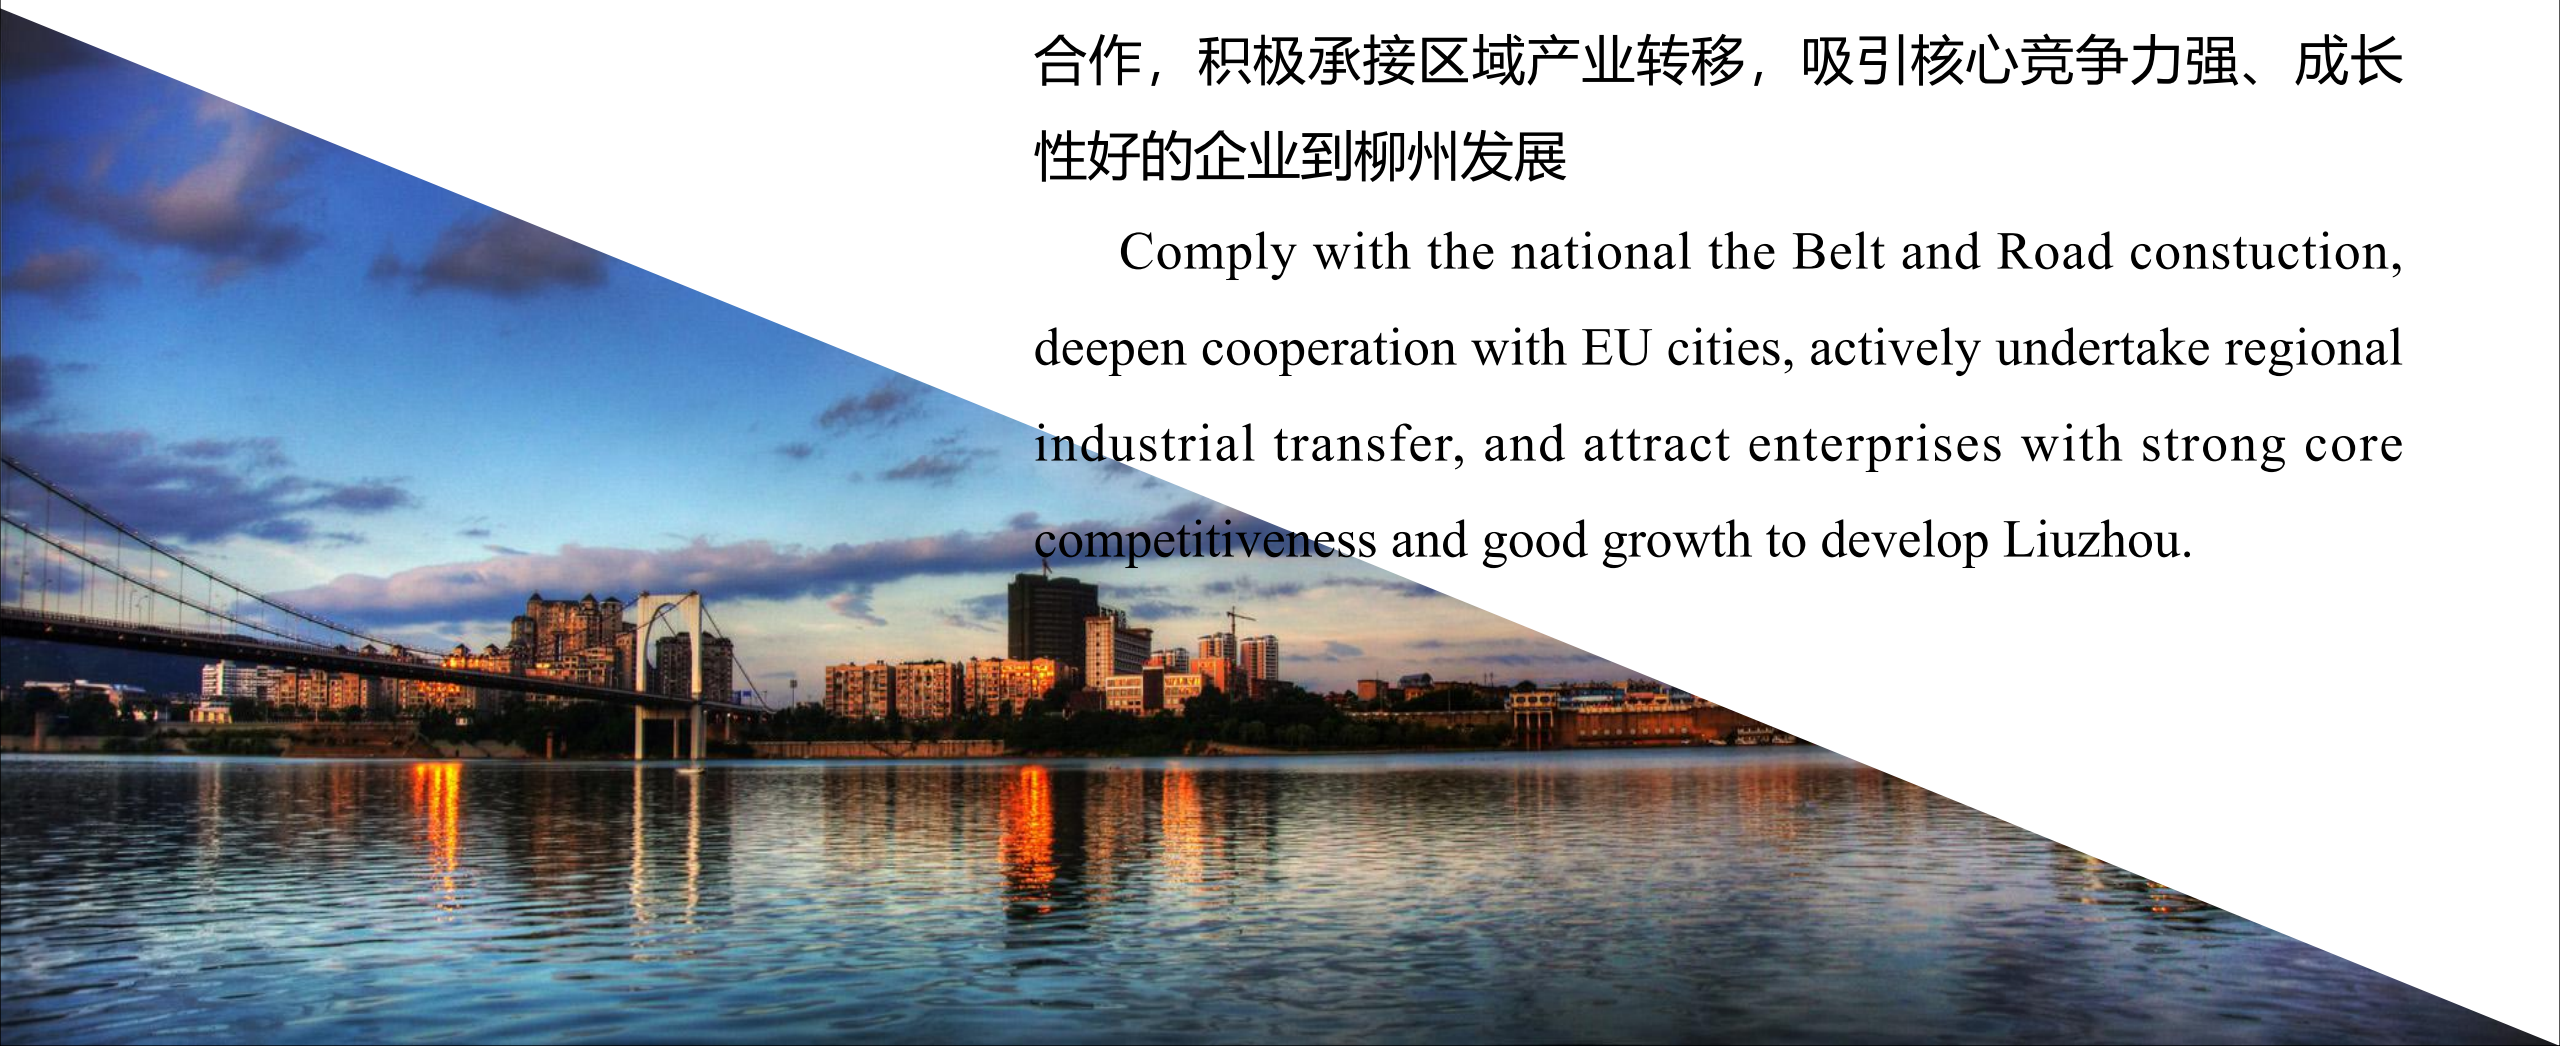 合作，积极承接区域产业转移，吸引核心竞争力强、成长
性好的企业到柳州发展
Comply with the national the Belt and Road constuction,
deepen cooperation with EU cities, actively undertake regional
industrial transfer, and attract enterprises with strong core
competitiveness and good growth to develop Liuzhou.